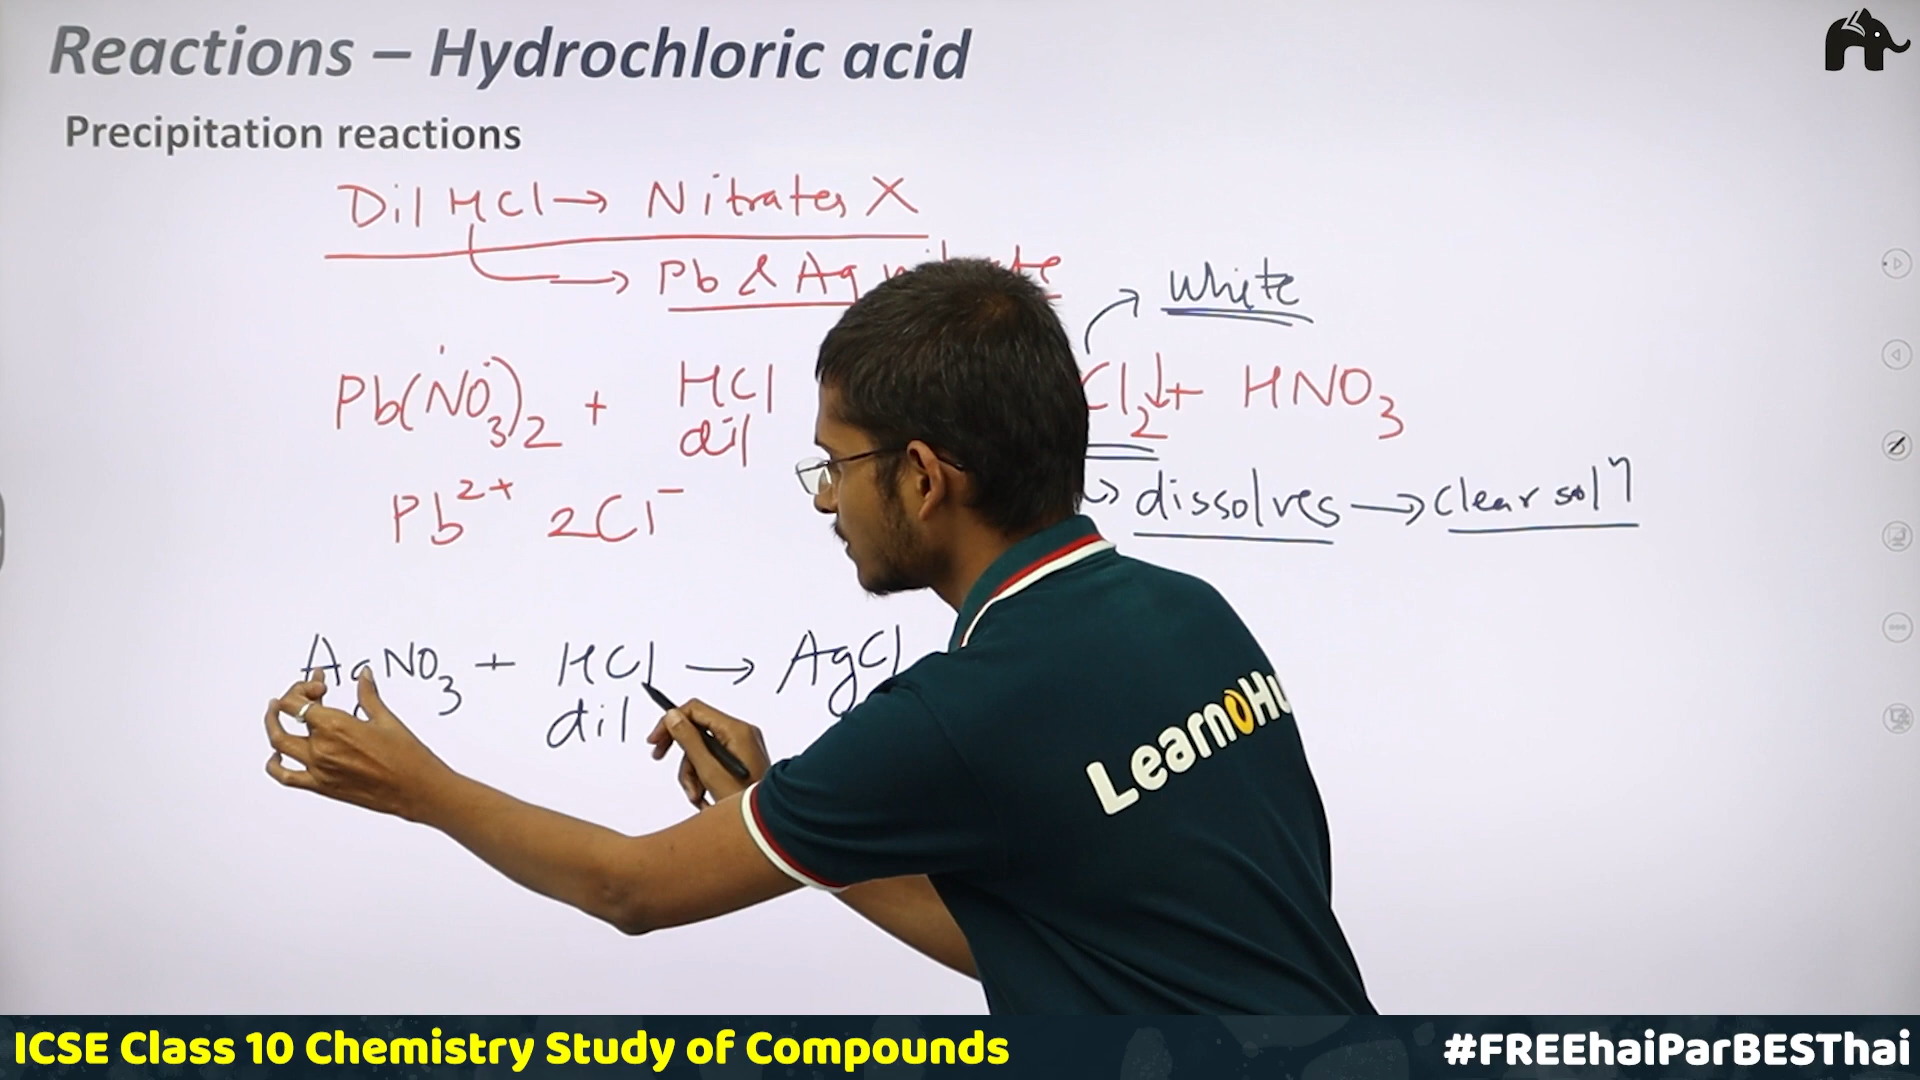 Reactions – Hydrochloric acid
Precipitation reactions
Dil HCl → Nitrates X
→ Pb & Ag
White
Pb(NO3)2 + HCl
dil
Cl2↓ + HNO3
Pb2+ 2Cl-
→ dissolves → clear solⁿ
AgNO3 + HCl → AgCl
dil
LearnoHu
ICSE Class 10 Chemistry Study of Compounds
#FREEhaiParBESThai